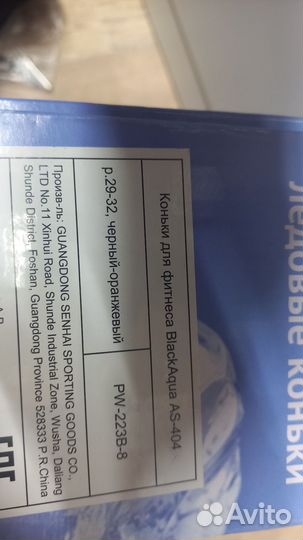 Ледовые коньки
Коньки для фитнеса BlackAqua AS-404
р.29-32, черный-оранжевый
PW-223B-8
Произв-ль: GUANGDONG SENHAI SPORTING GOODS CO.,
LTD No.11 Xinhui Road, Shunde Industrial Zone, Wusha, Daliang
Shunde District, Foshan, Guangdong Province 528333 P.R.China
Avito